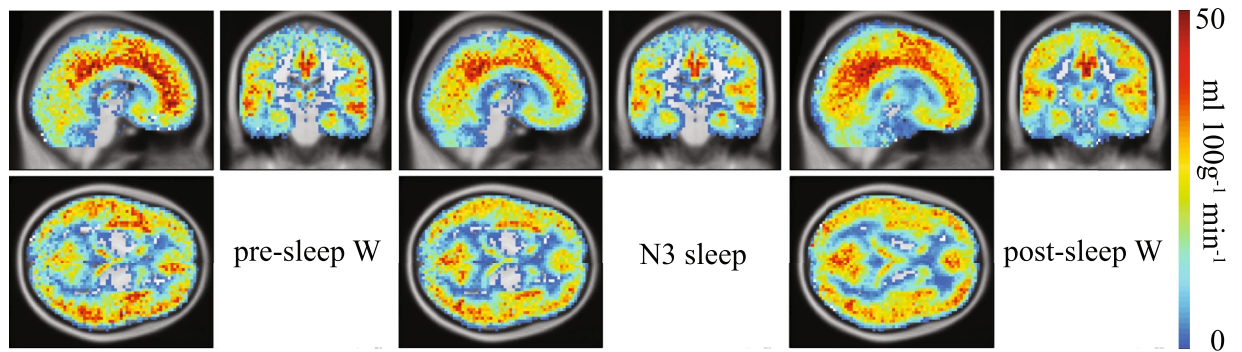 50
ml 100g⁻¹ min⁻¹
0
pre-sleep W
N3 sleep
post-sleep W